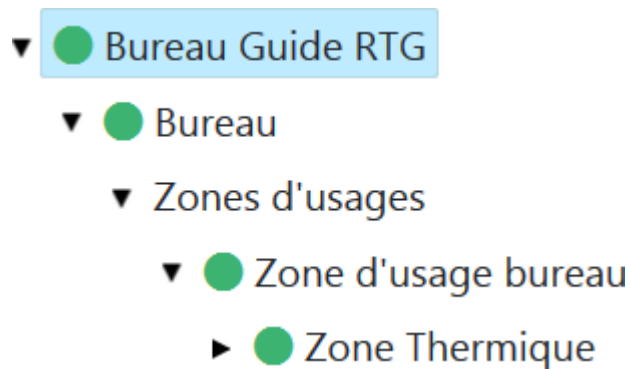 Bureau Guide RTG
Bureau
Zones d'usages
Zone d'usage bureau
Zone Thermique